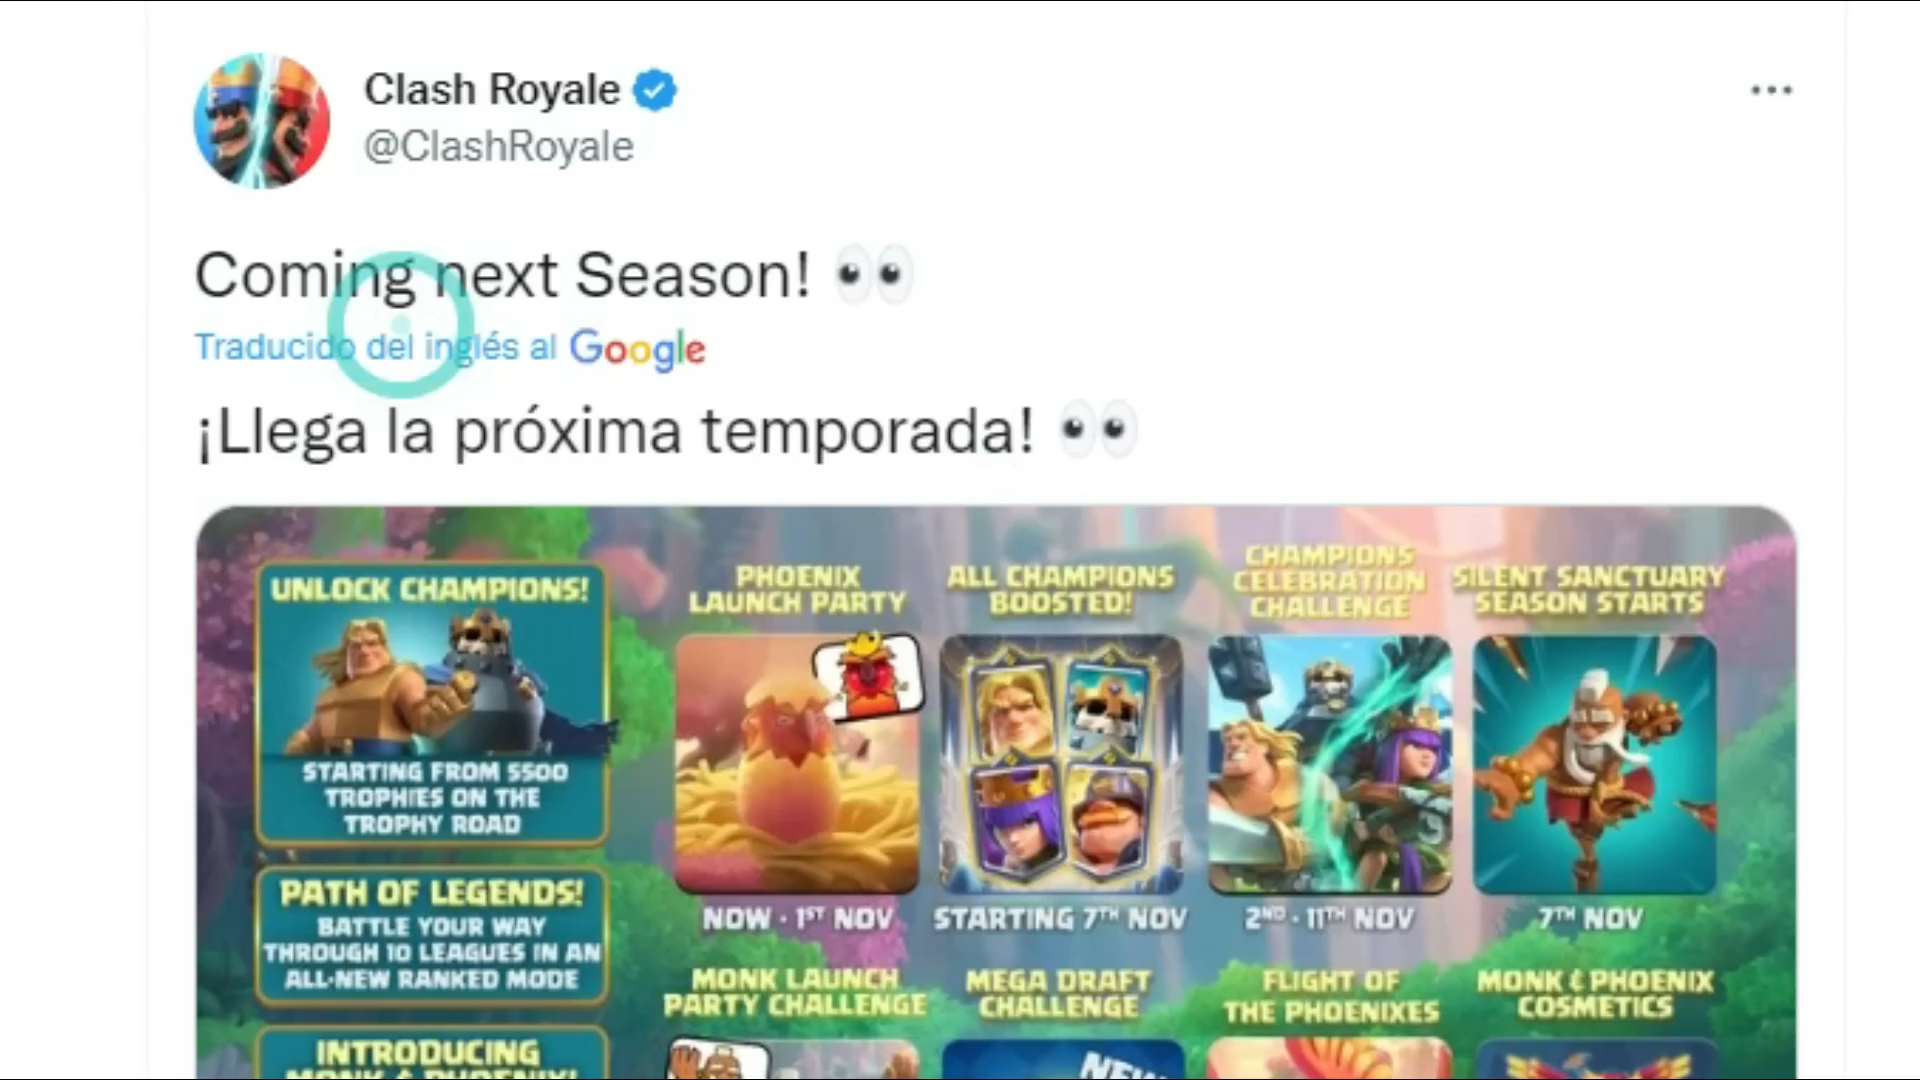 Clash Royale
@ClashRoyale
Coming next Season! 👀
Traducido del inglés al Google
¡Llega la próxima temporada! 👀
UNLOCK CHAMPIONS!
STARTING FROM 5500
TROPHIES ON THE
TROPHY ROAD
PATH OF LEGENDS!
BATTLE YOUR WAY
THROUGH 10 LEAGUES IN AN
ALL-NEW RANKED MODE
INTRODUCING
MONK & PHOENIX!
PHOENIX
LAUNCH PARTY
NOW - 1ST NOV
ALL CHAMPIONS
BOOSTED!
STARTING 7TH NOV
CHAMPIONS
CELEBRATION
CHALLENGE
2ND - 11TH NOV
SILENT SANCTUARY
SEASON STARTS
7TH NOV
MONK LAUNCH
PARTY CHALLENGE
MEGA DRAFT
CHALLENGE
NEW
FLIGHT OF
THE PHOENIXES
MONK & PHOENIX
COSMETICS